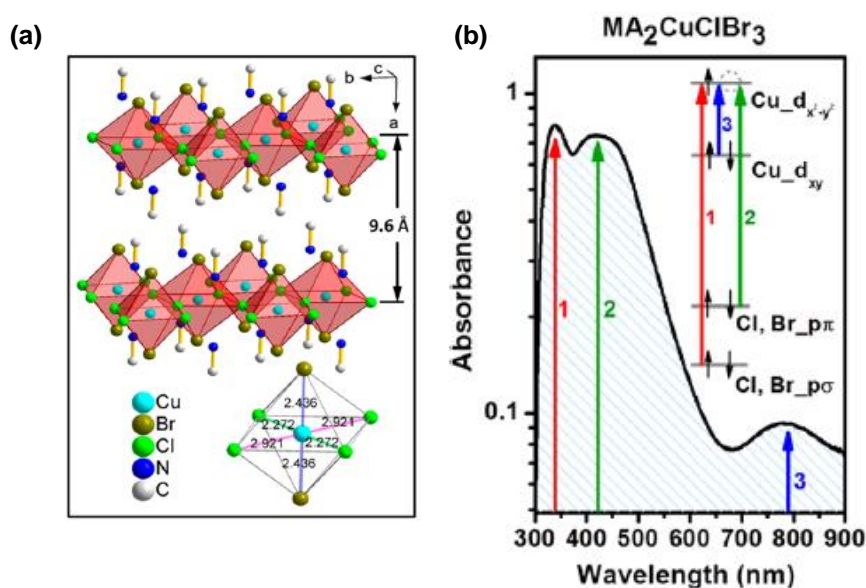 (a)
b
c
a
9.6 Å
Cu
Br
Cl
N
C
2.436
2.272
2.921
2.921
2.272
2.436
(b)
MA₂CuClBr₃
Absorbance
1
0.1
1
2
3
1
3
2
Cu_dₓ²₋ᵧ²
Cu_dₓᵧ
Cl, Br_pπ
Cl, Br_pσ
300 400 500 600 700 800 900
Wavelength (nm)